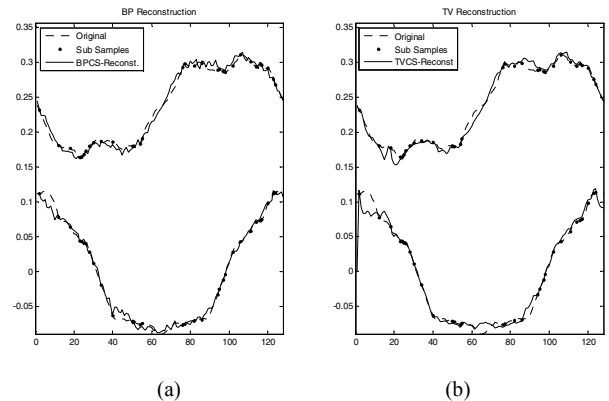 BP Reconstruction
0.35
Original
Sub Samples
BPCS-Reconst.
0.3
0.25
0.2
0.15
0.1
0.05
0
-0.05
0 20 40 60 80 100 120
(a)
TV Reconstruction
0.35
Original
Sub Samples
TVCS-Reconst
0.3
0.25
0.2
0.15
0.1
0.05
0
-0.05
0 20 40 60 80 100 120
(b)